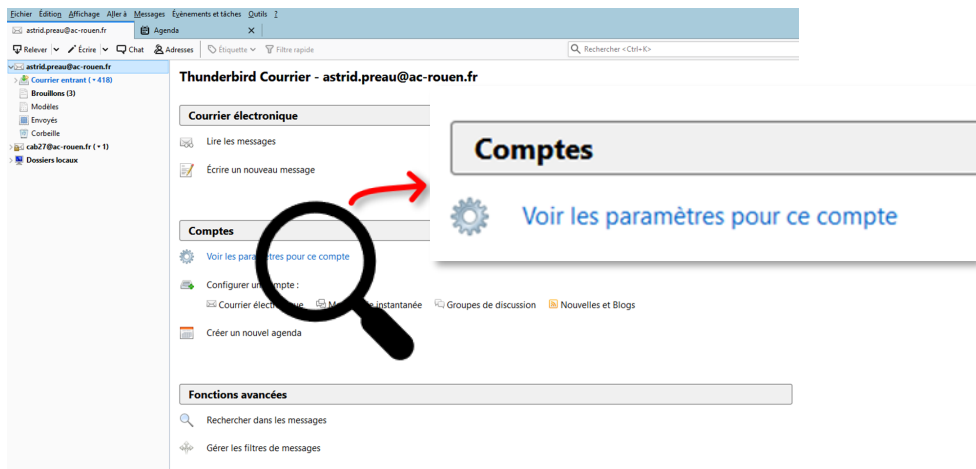 Fichier Edition Affichage Aller à Messages Evénements et tâches Outils ?
astrid.preau@ac-rouen.fr Agenda
Relever Écrire Chat Adresses Étiquette Filtre rapide Rechercher <Ctrl+K>
astrid.preau@ac-rouen.fr
Courrier entrant (• 418)
Brouillons (3)
Modèles
Envoyés
Corbeille
cab27@ac-rouen.fr (• 1)
Dossiers locaux
Thunderbird Courrier - astrid.preau@ac-rouen.fr
Courrier électronique
Lire les messages
Écrire un nouveau message
Comptes
Voir les paramètres pour ce compte
Configurer un compte :
Courrier instantanée Groupes de discussion Nouvelles et Blogs
Créer un nouvel agenda
Fonctions avancées
Rechercher dans les messages
Gérer les filtres de messages
Comptes
Voir les paramètres pour ce compte